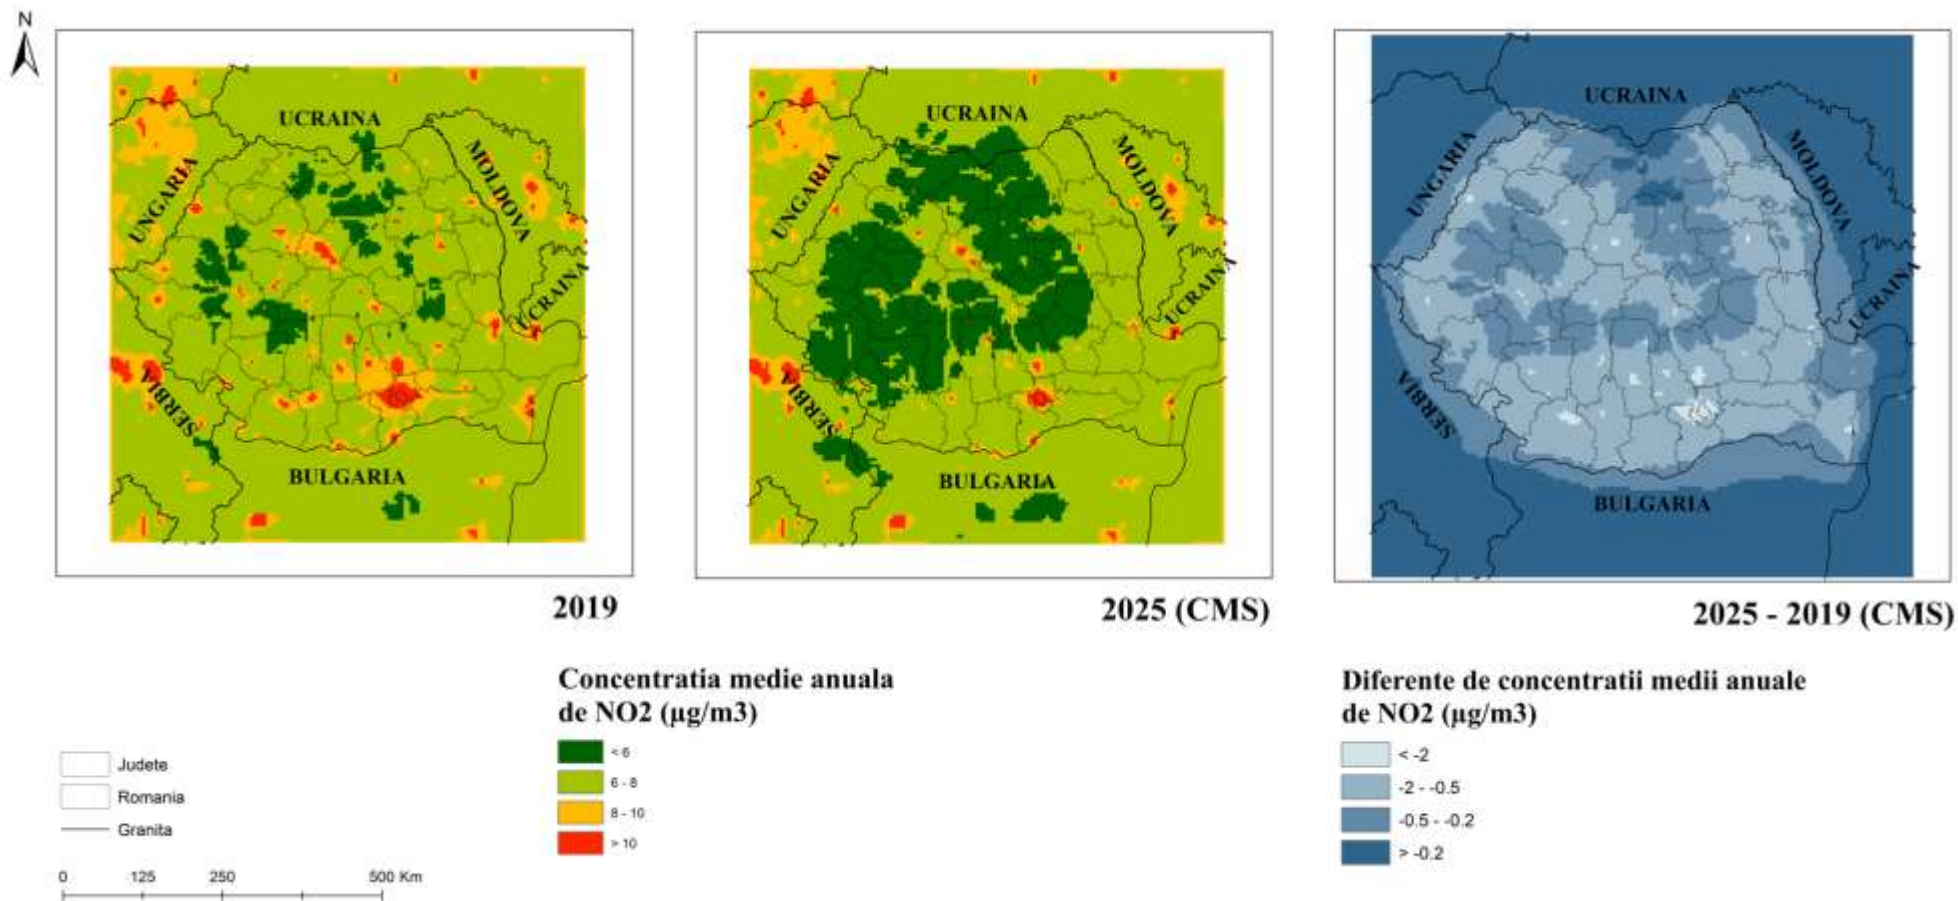 N
UCRAINA
UNGARIA
MOLDOVA
UCRAINA
SERBIA
BULGARIA
2019
UCRAINA
UNGARIA
MOLDOVA
UCRAINA
SERBIA
BULGARIA
2025 (CMS)
UCRAINA
UNGARIA
MOLDOVA
UCRAINA
SERBIA
BULGARIA
2025 - 2019 (CMS)
Judete
Romania
Granita
0 125 250 500 Km
Concentratia medie anuala
de NO2 (µg/m3)
< 6
6 - 8
8 - 10
> 10
Diferente de concentratii medii anuale
de NO2 (µg/m3)
< -2
-2 - -0.5
-0.5 - -0.2
> -0.2